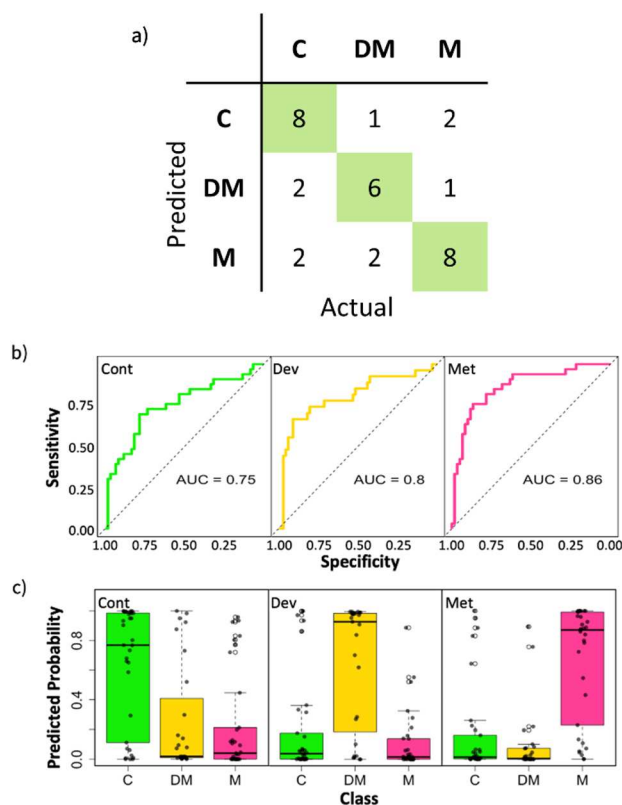 a)
C DM M
Predicted
C 8 1 2
DM 2 6 1
M 2 2 8
Actual
b)
Cont Dev Met
Sensitivity
0.75
0.50
0.25
0.00
AUC = 0.75 AUC = 0.8 AUC = 0.86
1.00 0.75 0.50 0.25 1.00 0.75 0.50 0.25 1.00 0.75 0.50 0.25 0.00
Specificity
c)
Cont Dev Met
Predicted Probability
0.8
0.4
0.0
C DM M C DM M C DM M
Class